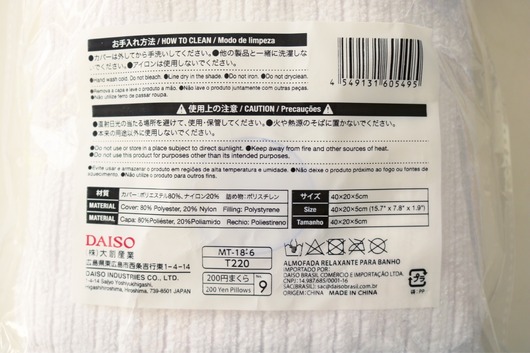 お手入れ方法 / HOW TO CLEAN / Modo de limpeza
●カバーは外してから手洗いしてください。●他の製品と一緒に洗濯しな
いでください。●アイロンは使用しないでください。
●Hand wash cold. Do not bleach. ●Line dry in the shade. ●Do not iron. ●Do not dryclean.
●Remova a capa e lave o produto à mão. ●Não lave o produto juntamente com outras peças.
●Não utilize ferro de passar roupa.
4 549131 605495
⚠ 使用上の注意 / CAUTION / Precauções ⚠
●直射日光の当たる場所を避けて、使用・保管してください。●火や熱源のそばに置かないでください。
●本来の用途以外に使用しないでください。
●Do not use or store in a place subject to direct sunlight. ●Keep away from fire and other sources of heat.
●Do not use this product for purposes other than its intended purposes.
●Evite usar e armazenar o produto em regiões de alta temperatura e umidade. ●Não deixe o produto próximo ao fogo ou fontes de
●Não utilize o produto para outros fins.
材質 カバー:ポリエステル80%、ナイロン20% 詰め物:ポリスチレン
MATERIAL Cover: 80% Polyester, 20% Nylon Filling: Polystyrene
MATERIAL Capa: 80%Poliéster, 20%Poliamido Rechio: Poliestireno
サイズ 40×20×5cm
Size 40×20×5cm (15.7" x 7.8" x 1.9")
Tamanho 40×20×5cm
DAISO
(株)大創産業
広島県東広島市西条吉行東1-4-14
DAISO INDUSTRIES CO., LTD.
1-4-14 Saijo Yoshiyukihigashi,
Higashihiroshima, Hiroshima, 739-8501 JAPAN
MT-18:6
T220
200円まくら
200 Yen Pillows
No 9
ALMOFADA RELAXANTE PARA BANHO
IMPORTADO POR:
DAISO BRASIL COMÉRCIO E IMPORTAÇÃO LTDA.
CNPJ:14.987.685/0001-16
SAC(BRASIL): sac@daisobrasil.com.br
ORIGEM:CHINA MADE IN CHINA
プラ
袋:PP